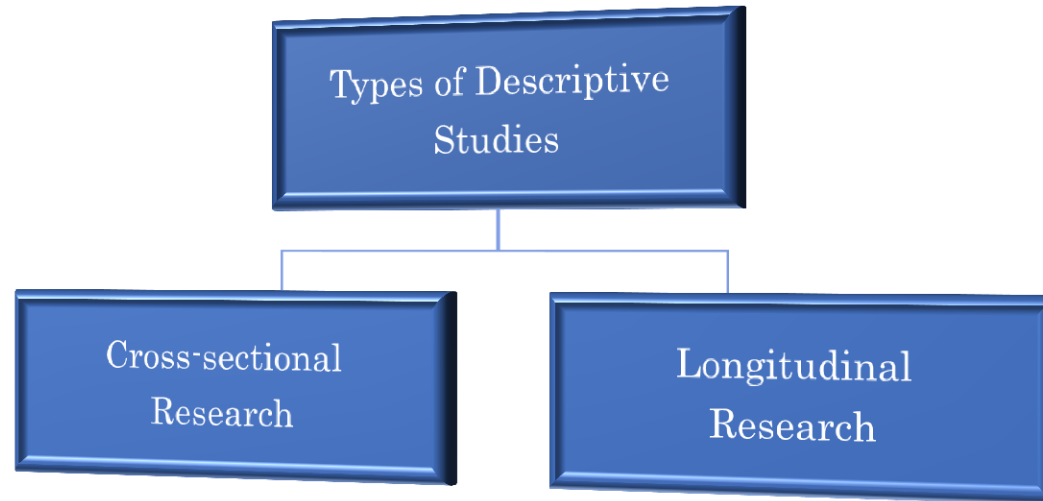 Types of Descriptive
Studies
Cross-sectional
Research
Longitudinal
Research